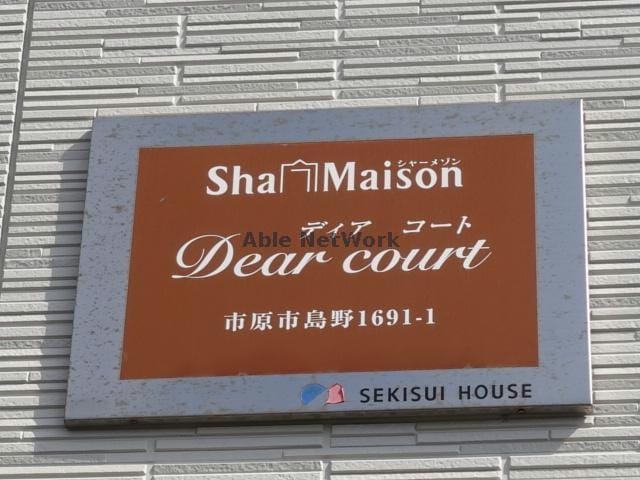 シャーメゾン
Sha Maison
ディア コート
Dear court
Able NetWork
市原市島野1691-1
SEKISUI HOUSE